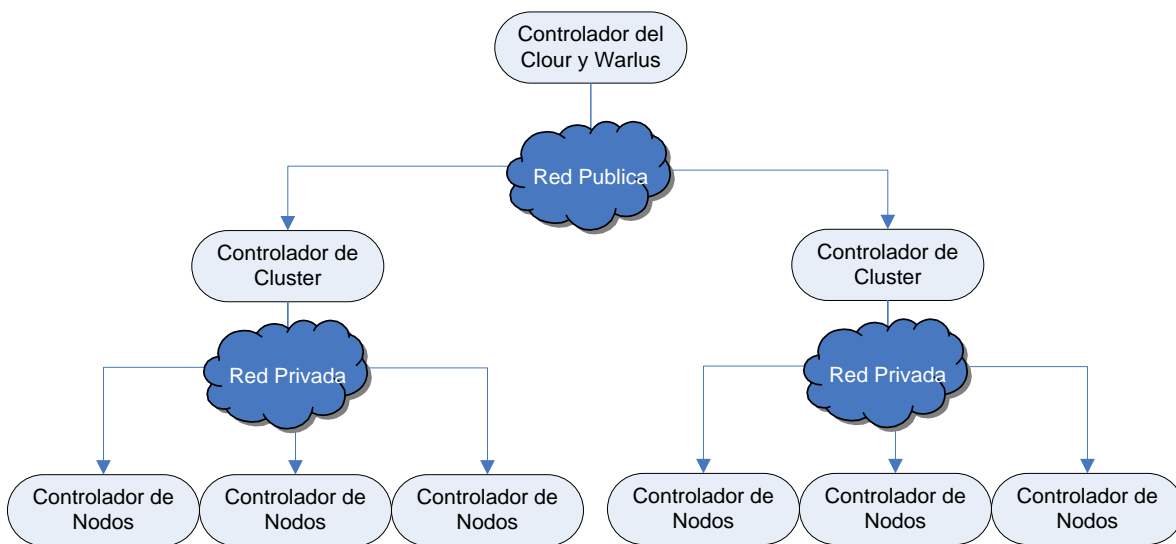 Controlador del
Clour y Warlus
Red Publica
Controlador de
Cluster
Controlador de
Cluster
Red Privada
Red Privada
Controlador de
Nodos
Controlador de
Nodos
Controlador de
Nodos
Controlador de
Nodos
Controlador de
Nodos
Controlador de
Nodos